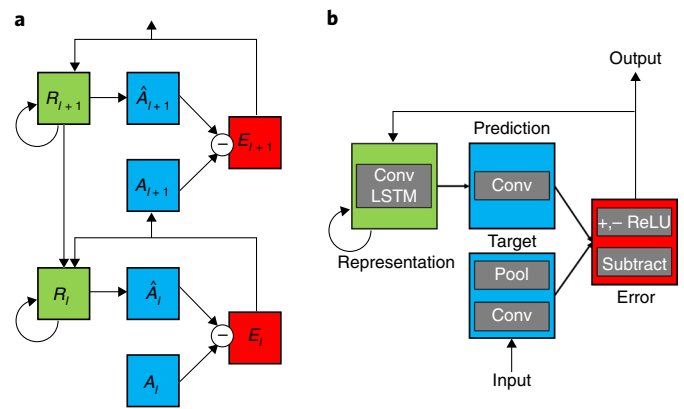 a
R_{l+1}
Â_{l+1}
−
E_{l+1}
A_{l+1}
R_l
Â_l
−
E_l
A_l
b
Output
Prediction
Conv
LSTM
Conv
+,− ReLU
Target
Representation
Pool
Subtract
Error
Conv
Input